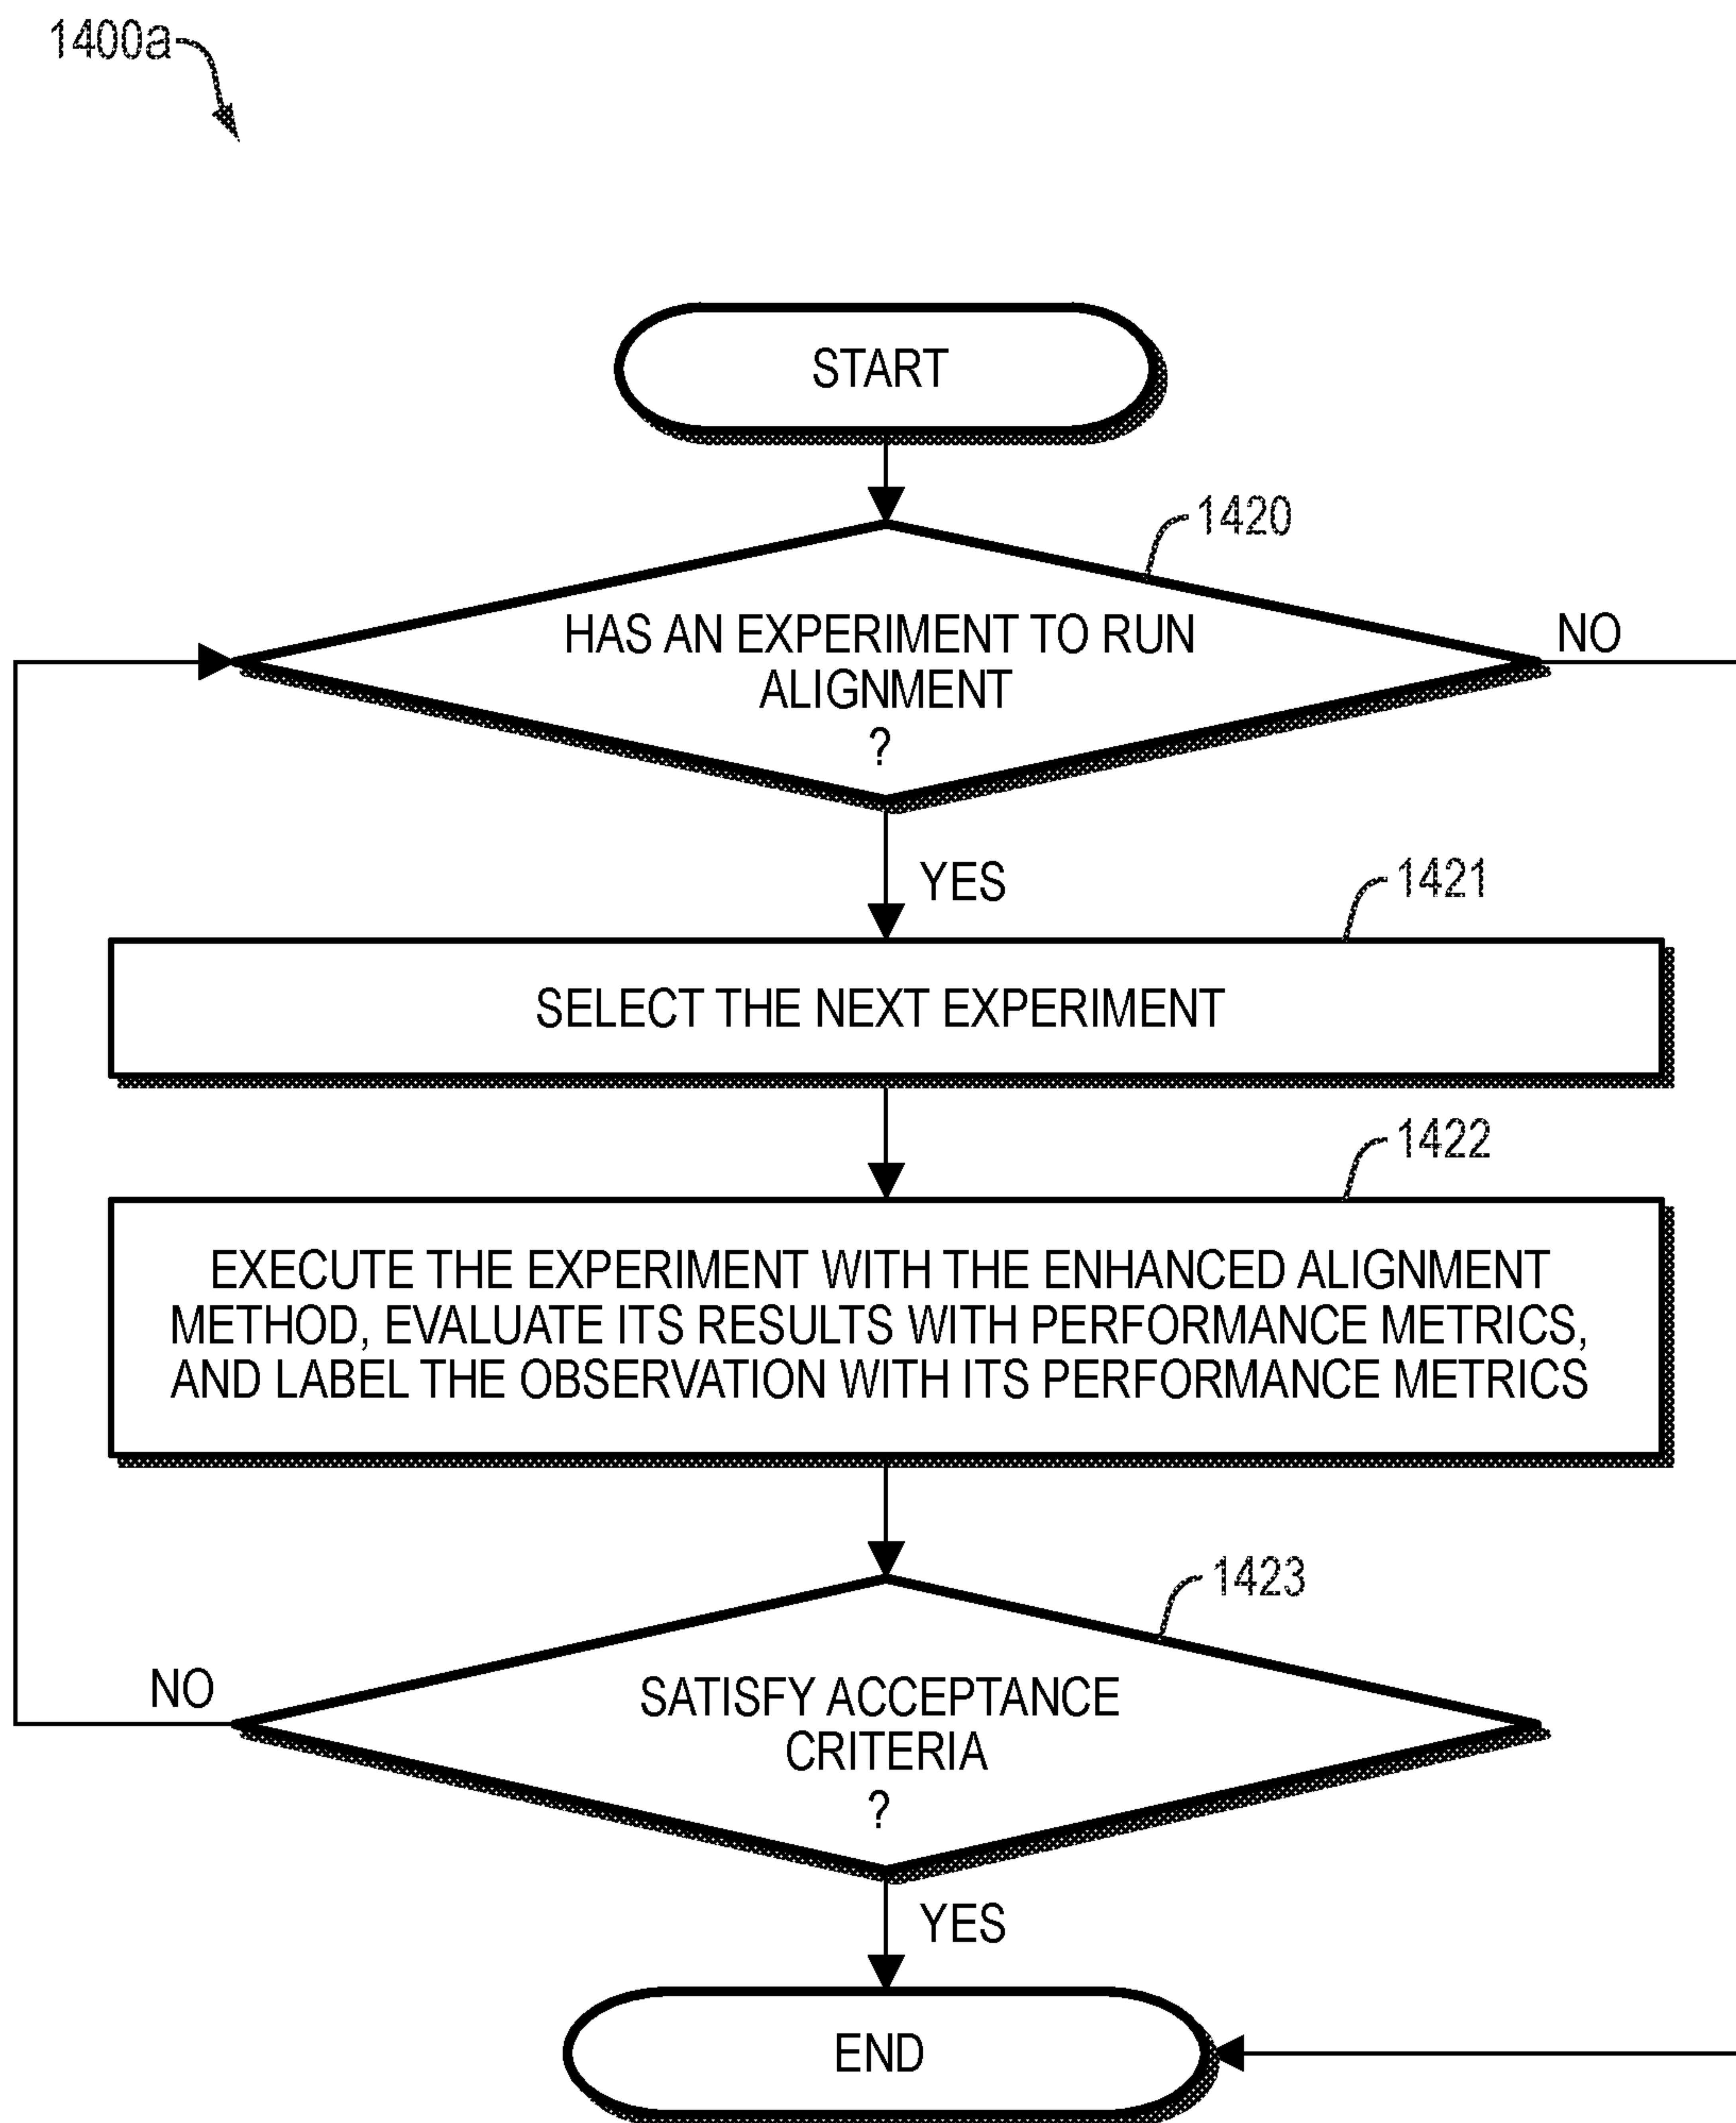 1400a
START
1420
HAS AN EXPERIMENT TO RUN
ALIGNMENT
?
NO
YES
1421
SELECT THE NEXT EXPERIMENT
1422
EXECUTE THE EXPERIMENT WITH THE ENHANCED ALIGNMENT
METHOD, EVALUATE ITS RESULTS WITH PERFORMANCE METRICS,
AND LABEL THE OBSERVATION WITH ITS PERFORMANCE METRICS
1423
NO
SATISFY ACCEPTANCE
CRITERIA
?
YES
END